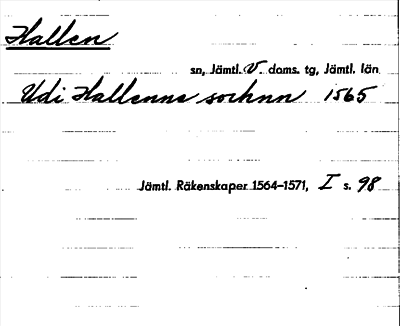 Hallen
sn, Jämtl. V. doms. tg, Jämtl. län
Udi Hallenne sochnn 1565
Jämtl. Räkenskaper 1564-1571, I s. 98